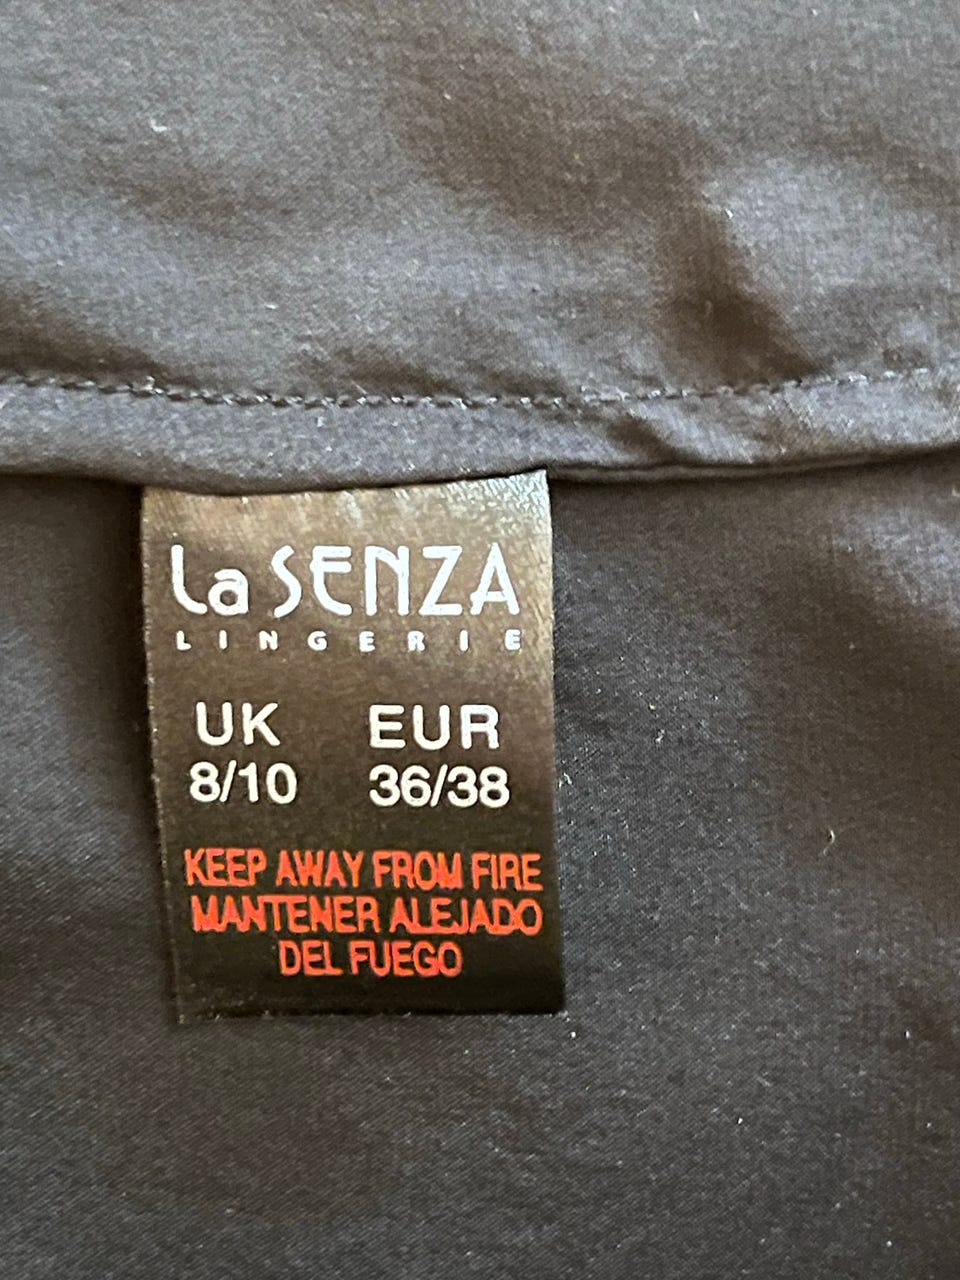 La SENZA
LINGERIE
UK EUR
8/10 36/38
KEEP AWAY FROM FIRE
MANTENER ALEJADO
DEL FUEGO